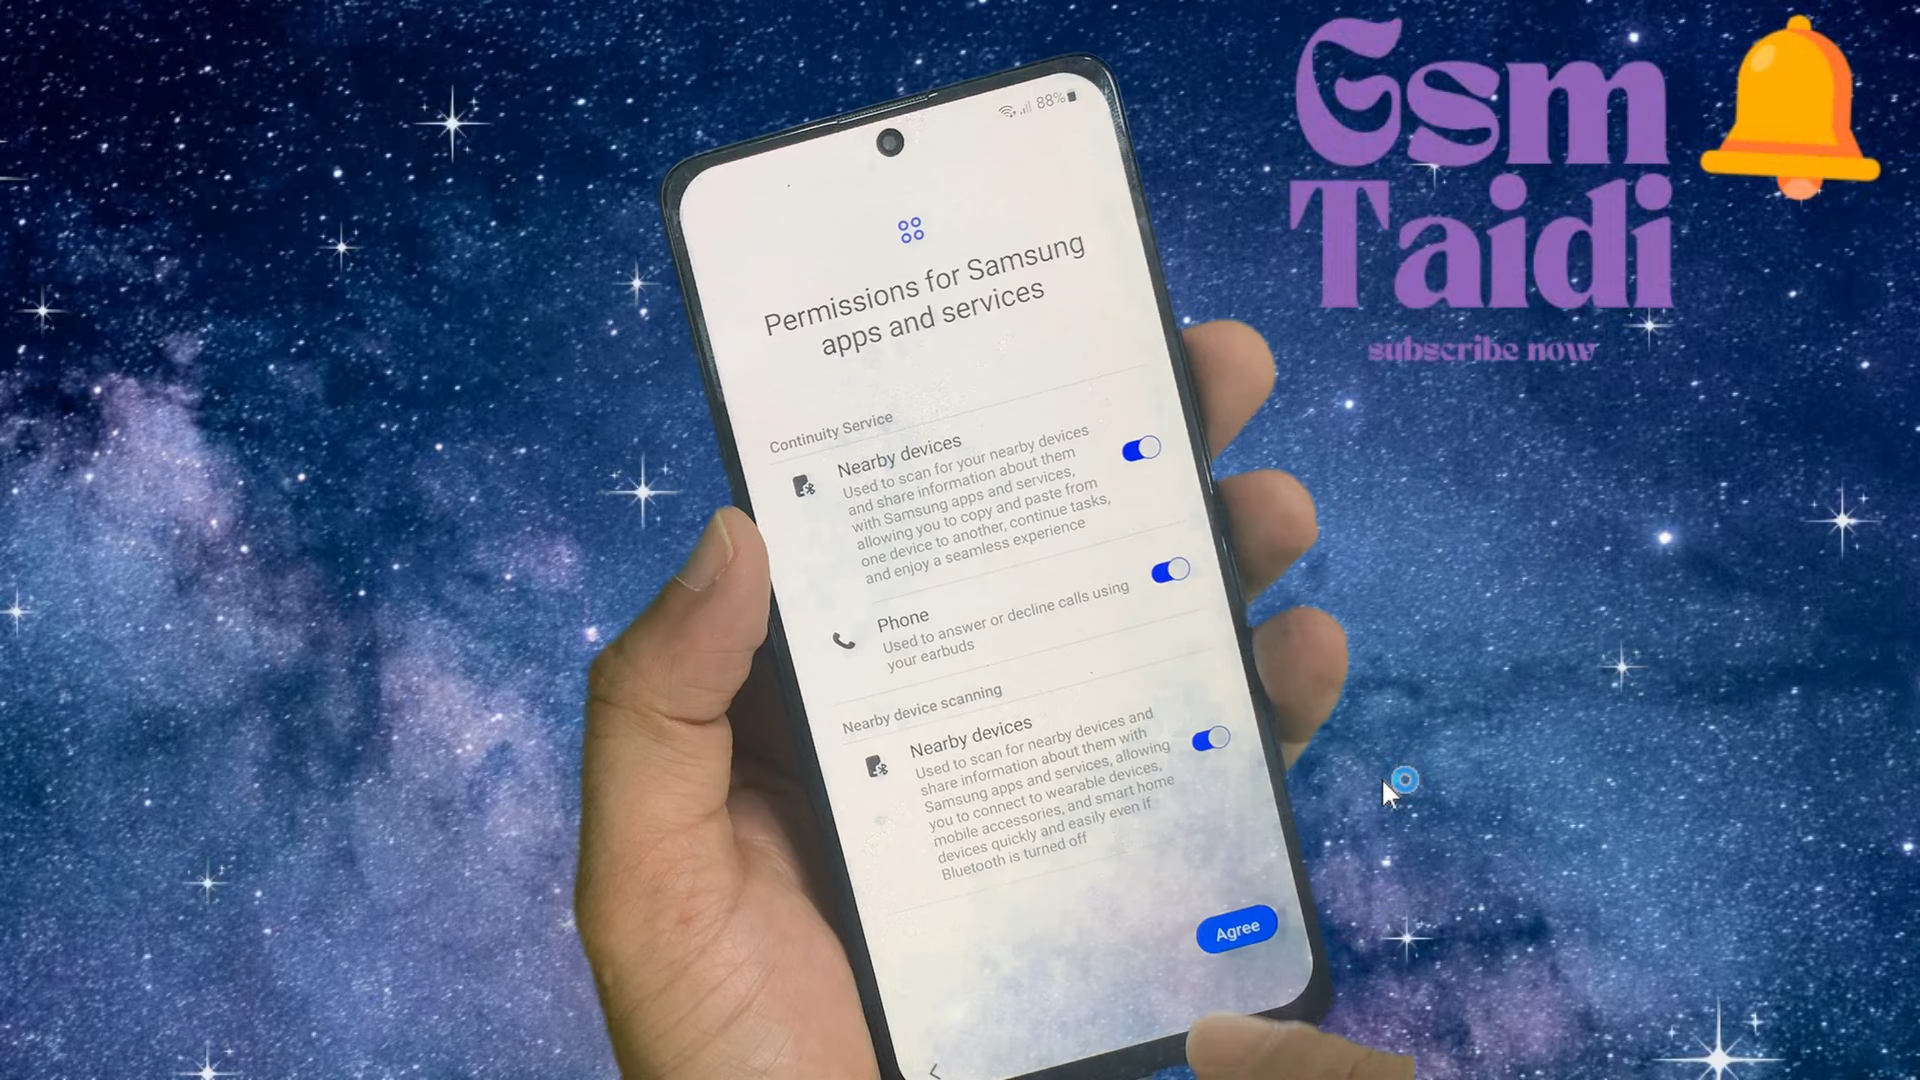 Gsm
Taidi
subscribe now
88%
Permissions for Samsung
apps and services
Continuity Service
Nearby devices
Used to scan for your nearby devices
and share information about them
with Samsung apps and services,
allowing you to copy and paste from
one device to another, continue tasks,
and enjoy a seamless experience
Phone
Used to answer or decline calls using
your earbuds
Nearby device scanning
Nearby devices
Used to scan for nearby devices and
share information about them with
Samsung apps and services, allowing
you to connect to wearable devices,
mobile accessories, and smart home
devices quickly and easily even if
Bluetooth is turned off
Agree